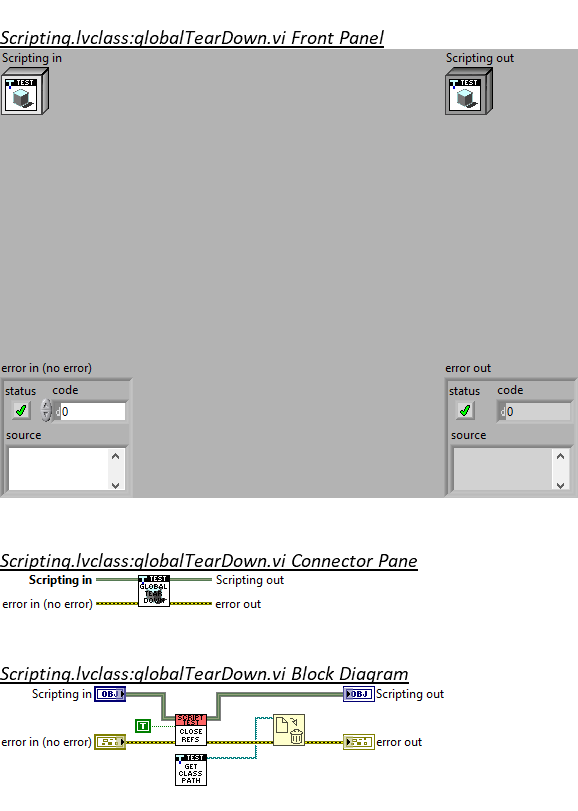 Scripting.lvclass:globalTearDown.vi Front Panel
Scripting in
Scripting out
TEST
TEST
error in (no error)
error out
status code
status code
0
0
source
source
Scripting.lvclass:globalTearDown.vi Connector Pane
Scripting in
TEST
GLOBAL
TEAR
DOWN
Scripting out
error in (no error)
error out
Scripting.lvclass:globalTearDown.vi Block Diagram
Scripting in
OBJ
OBJ
Scripting out
T
SCRIPT
TEST
CLOSE
REFS
error in (no error)
error out
TEST
GET
CLASS
PATH